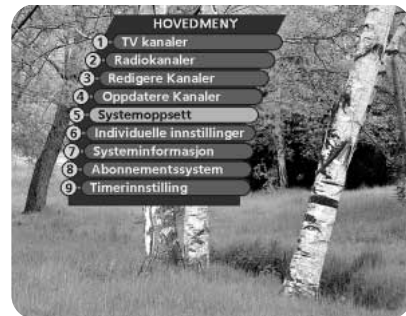 HOVEDMENY
1 TV kanaler
2 Radiokanaler
3 Redigere Kanaler
4 Oppdatere Kanaler
5 Systemoppsett
6 Individuelle innstillinger
7 Systeminformasjon
8 Abonnementssystem
9 Timerinnstilling